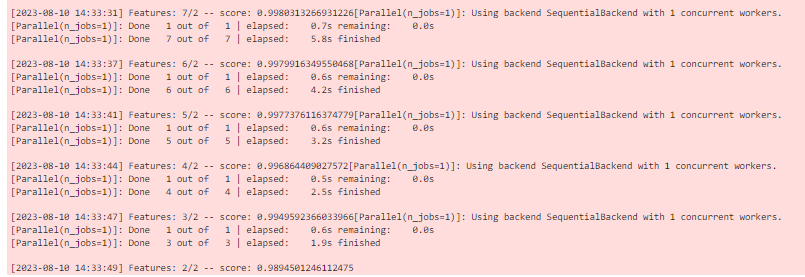 [2023-08-10 14:33:31] Features: 7/2 -- score: 0.9980313266931226[Parallel(n_jobs=1)]: Using backend SequentialBackend with 1 concurrent workers.
[Parallel(n_jobs=1)]: Done   1 out of   1 | elapsed:    0.7s remaining:    0.0s
[Parallel(n_jobs=1)]: Done   7 out of   7 | elapsed:    5.8s finished
[2023-08-10 14:33:37] Features: 6/2 -- score: 0.9979916349550468[Parallel(n_jobs=1)]: Using backend SequentialBackend with 1 concurrent workers.
[Parallel(n_jobs=1)]: Done   1 out of   1 | elapsed:    0.6s remaining:    0.0s
[Parallel(n_jobs=1)]: Done   6 out of   6 | elapsed:    4.2s finished
[2023-08-10 14:33:41] Features: 5/2 -- score: 0.9977376116374779[Parallel(n_jobs=1)]: Using backend SequentialBackend with 1 concurrent workers.
[Parallel(n_jobs=1)]: Done   1 out of   1 | elapsed:    0.6s remaining:    0.0s
[Parallel(n_jobs=1)]: Done   5 out of   5 | elapsed:    3.2s finished
[2023-08-10 14:33:44] Features: 4/2 -- score: 0.996864409027572[Parallel(n_jobs=1)]: Using backend SequentialBackend with 1 concurrent workers.
[Parallel(n_jobs=1)]: Done   1 out of   1 | elapsed:    0.5s remaining:    0.0s
[Parallel(n_jobs=1)]: Done   4 out of   4 | elapsed:    2.5s finished
[2023-08-10 14:33:47] Features: 3/2 -- score: 0.9949592366033966[Parallel(n_jobs=1)]: Using backend SequentialBackend with 1 concurrent workers.
[Parallel(n_jobs=1)]: Done   1 out of   1 | elapsed:    0.6s remaining:    0.0s
[Parallel(n_jobs=1)]: Done   3 out of   3 | elapsed:    1.9s finished
[2023-08-10 14:33:49] Features: 2/2 -- score: 0.9894501246112475